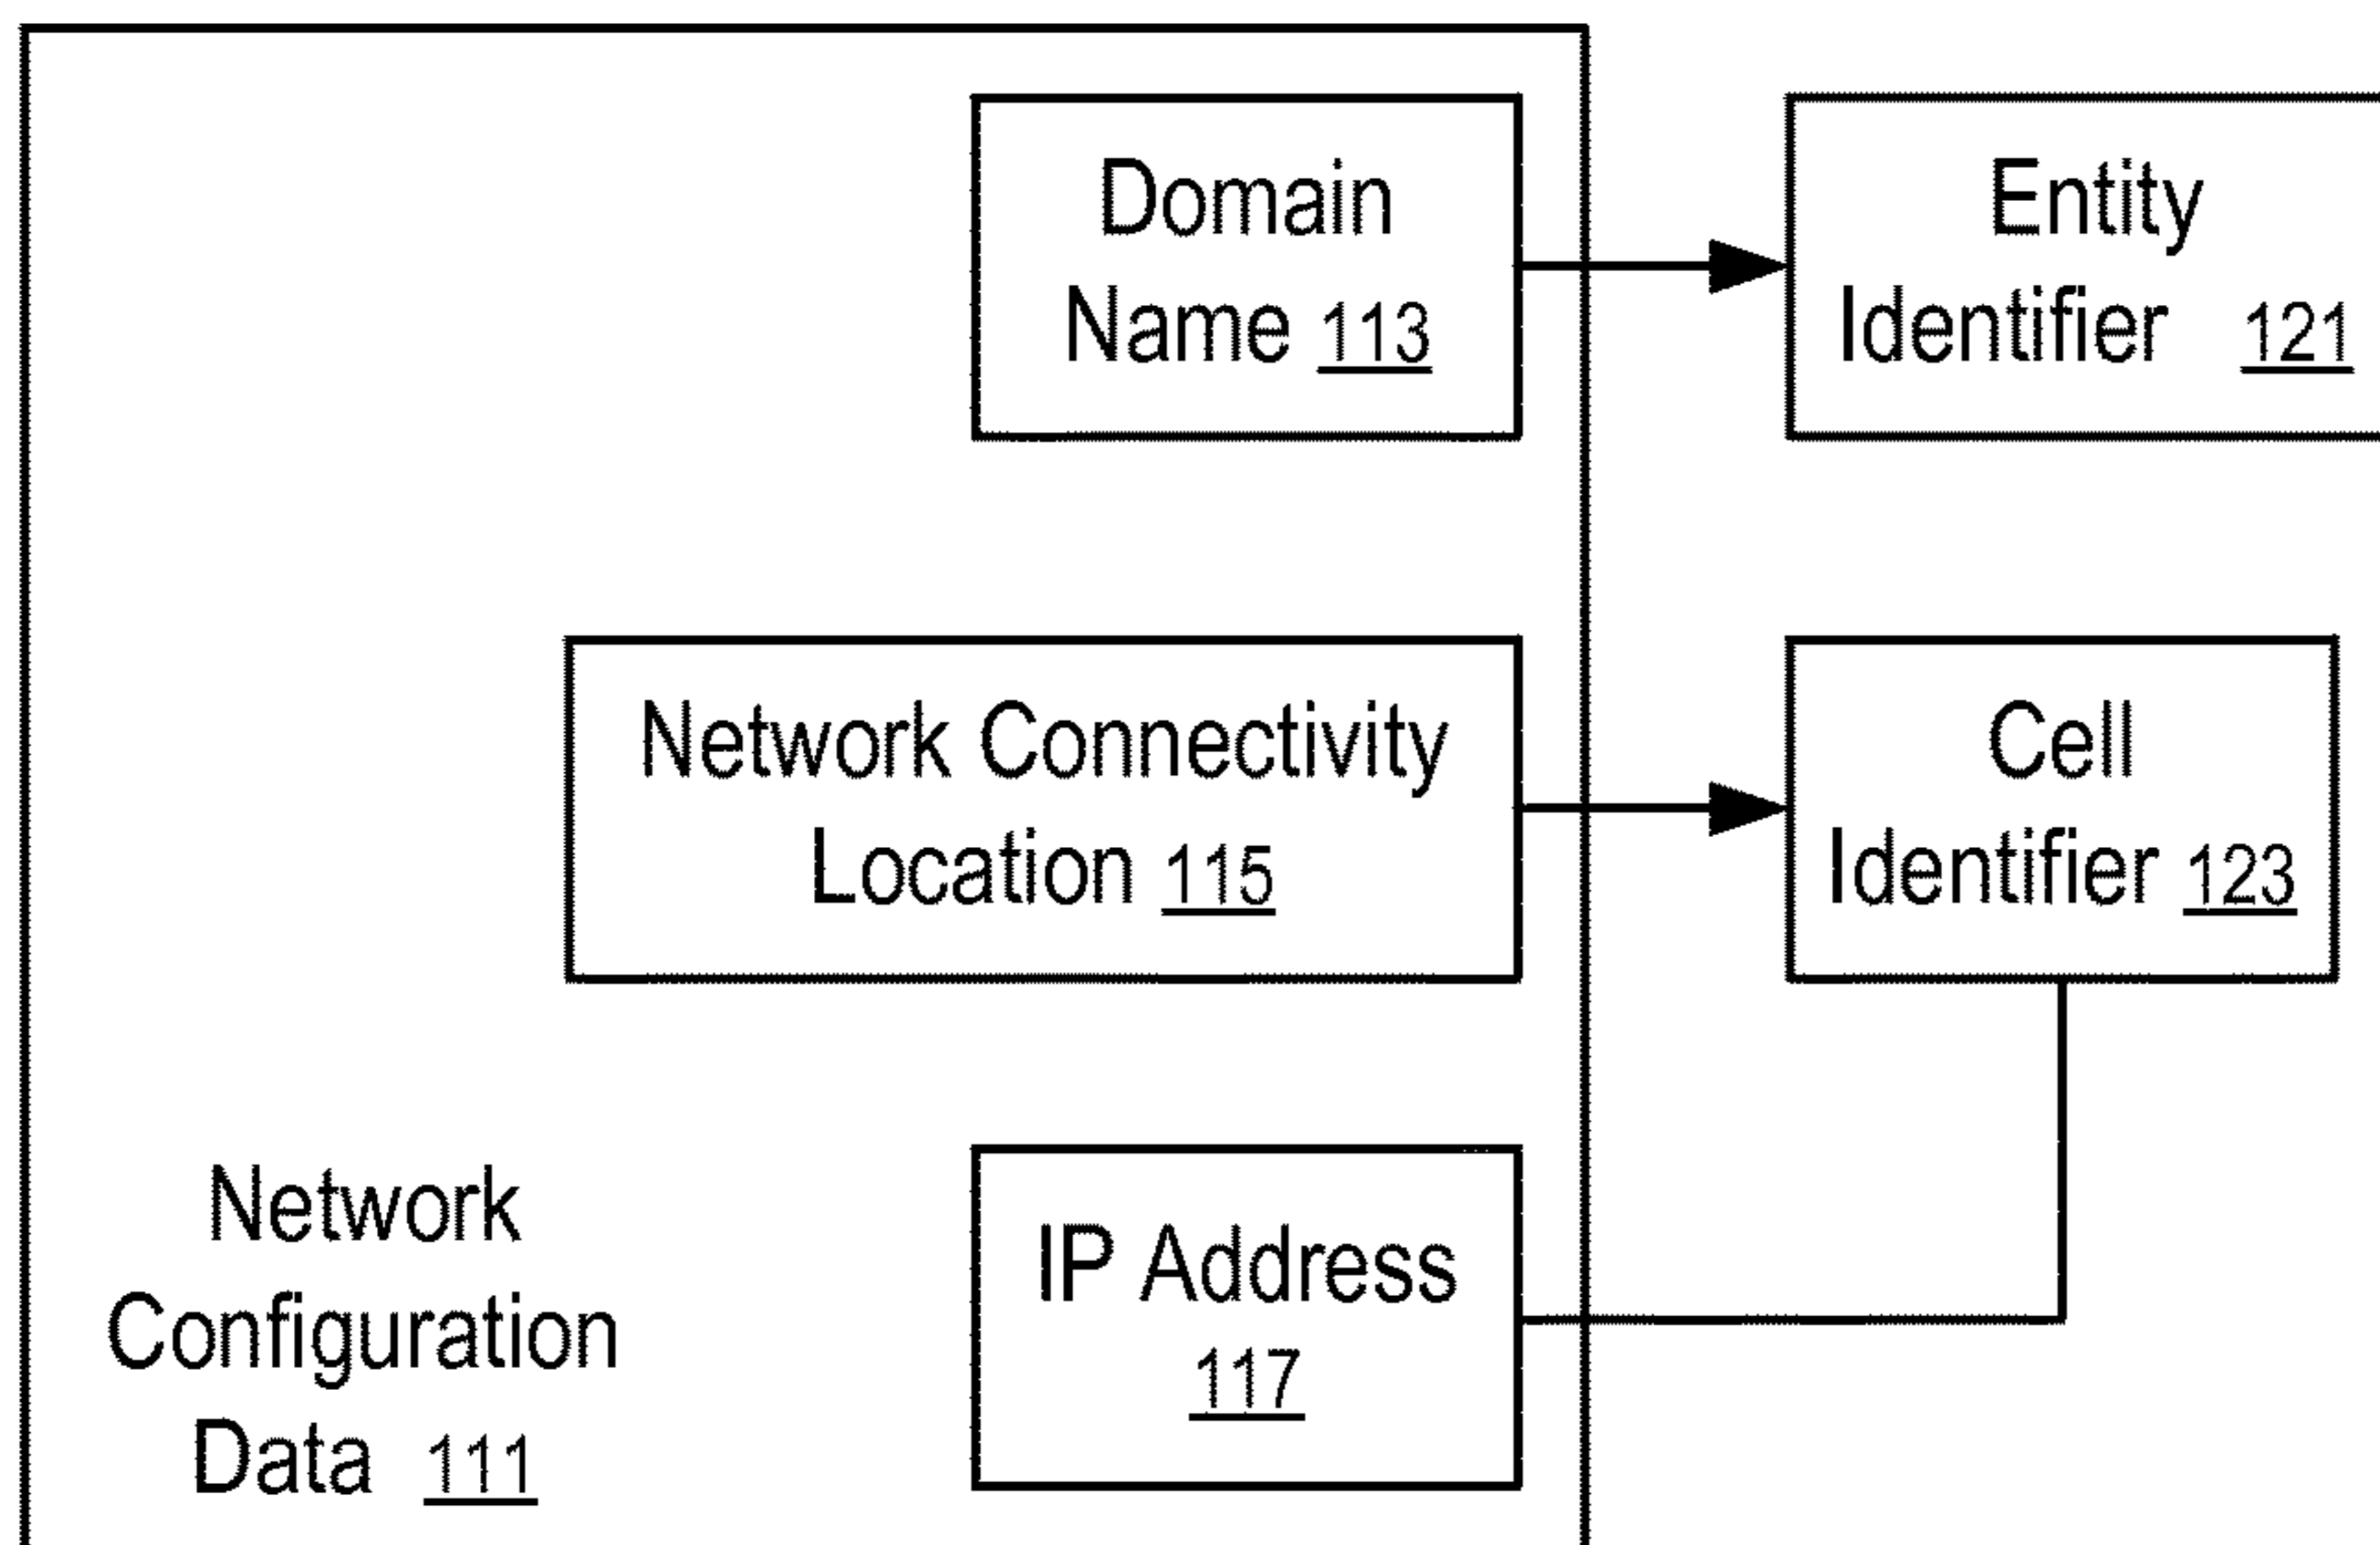 Domain
Name 113
Entity
Identifier 121
Network Connectivity
Location 115
Cell
Identifier 123
Network
Configuration
Data 111
IP Address
117